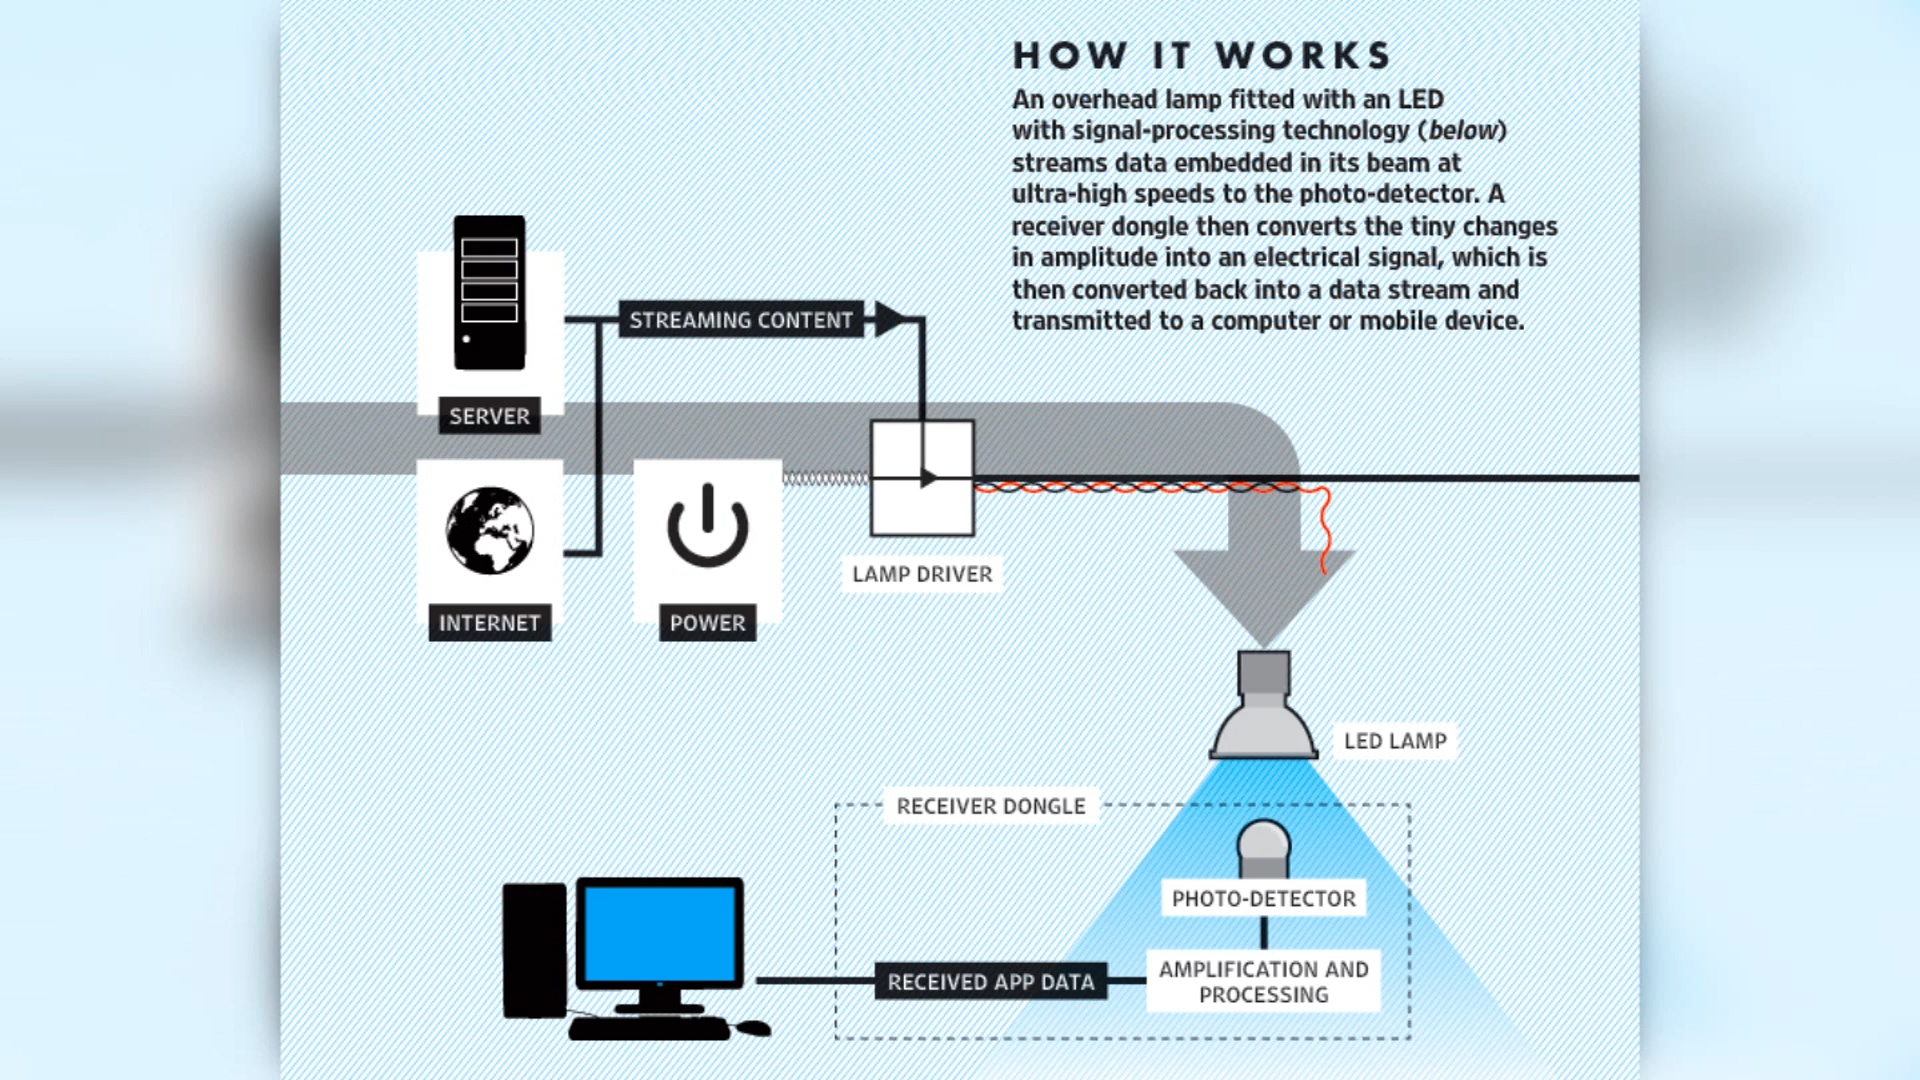 HOW IT WORKS
An overhead lamp fitted with an LED
with signal-processing technology (below)
streams data embedded in its beam at
ultra-high speeds to the photo-detector. A
receiver dongle then converts the tiny changes
in amplitude into an electrical signal, which is
then converted back into a data stream and
transmitted to a computer or mobile device.
STREAMING CONTENT
SERVER
INTERNET
POWER
LAMP DRIVER
LED LAMP
RECEIVER DONGLE
PHOTO-DETECTOR
RECEIVED APP DATA
AMPLIFICATION AND
PROCESSING